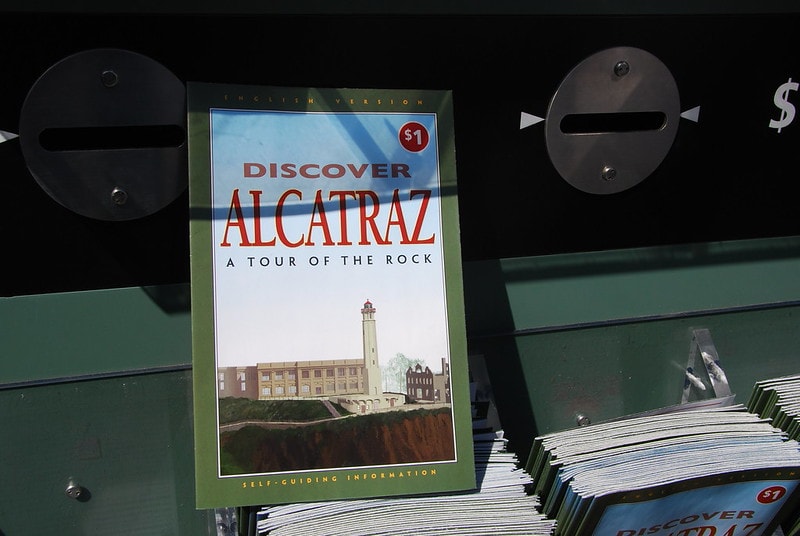 ENGLISH VERSION
$1
DISCOVER
ALCATRAZ
A TOUR OF THE ROCK
SELF-GUIDING INFORMATION
$
$1
DISCOVER